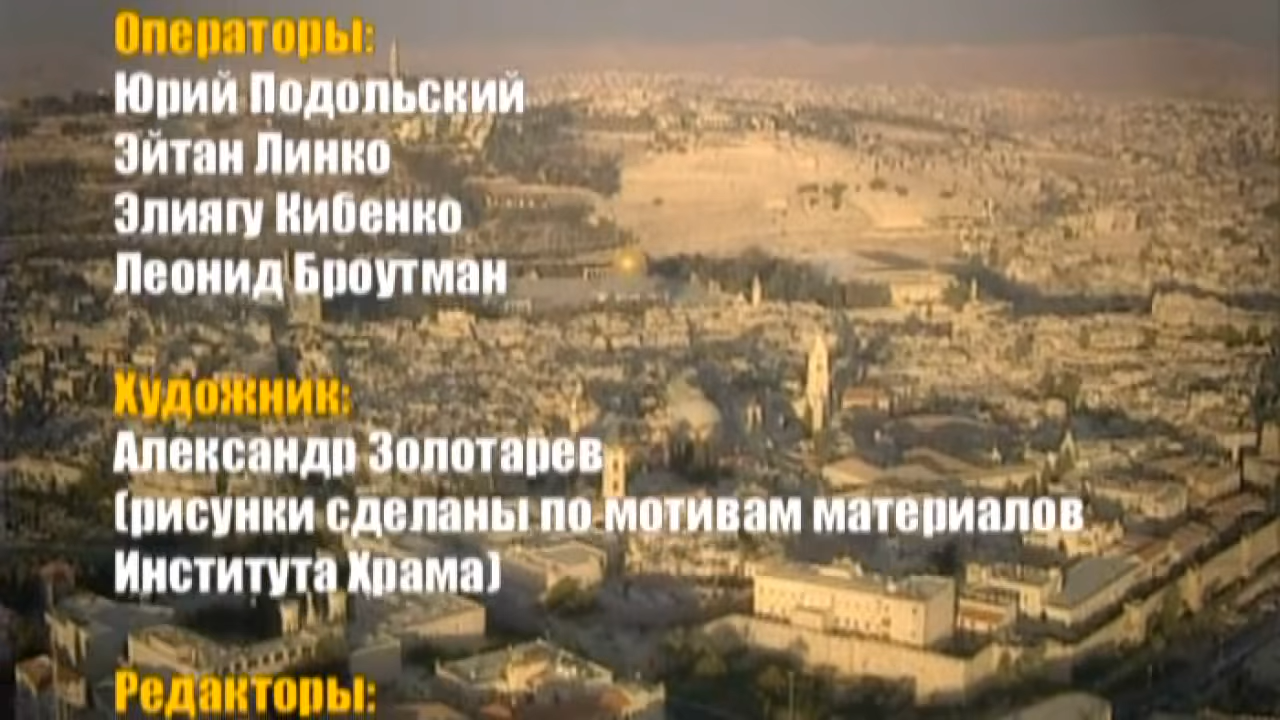 Операторы:
Юрий Подольский
Эйтан Линко
Элиягу Кибенко
Леонид Броутман
Художник:
Александр Золотарев
(рисунки сделаны по мотивам материалов
Института Храма)
Редакторы: